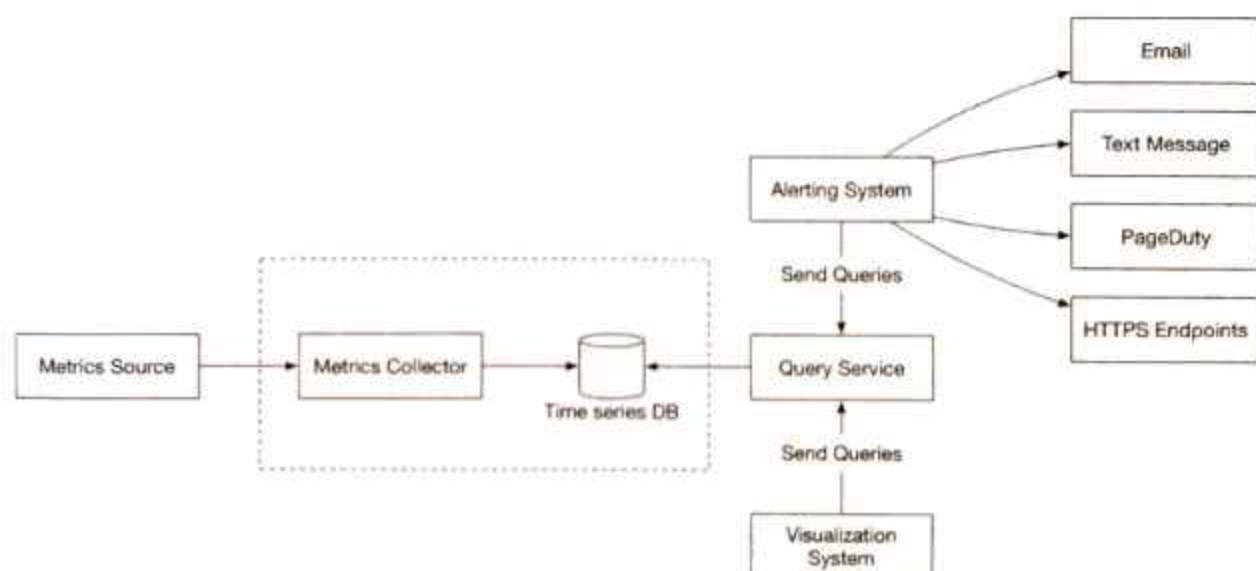 Email
Text Message
Alerting System
PageDuty
Send Queries
HTTPS Endpoints
Metrics Source
Metrics Collector
Query Service
Time series DB
Send Queries
Visualization
System